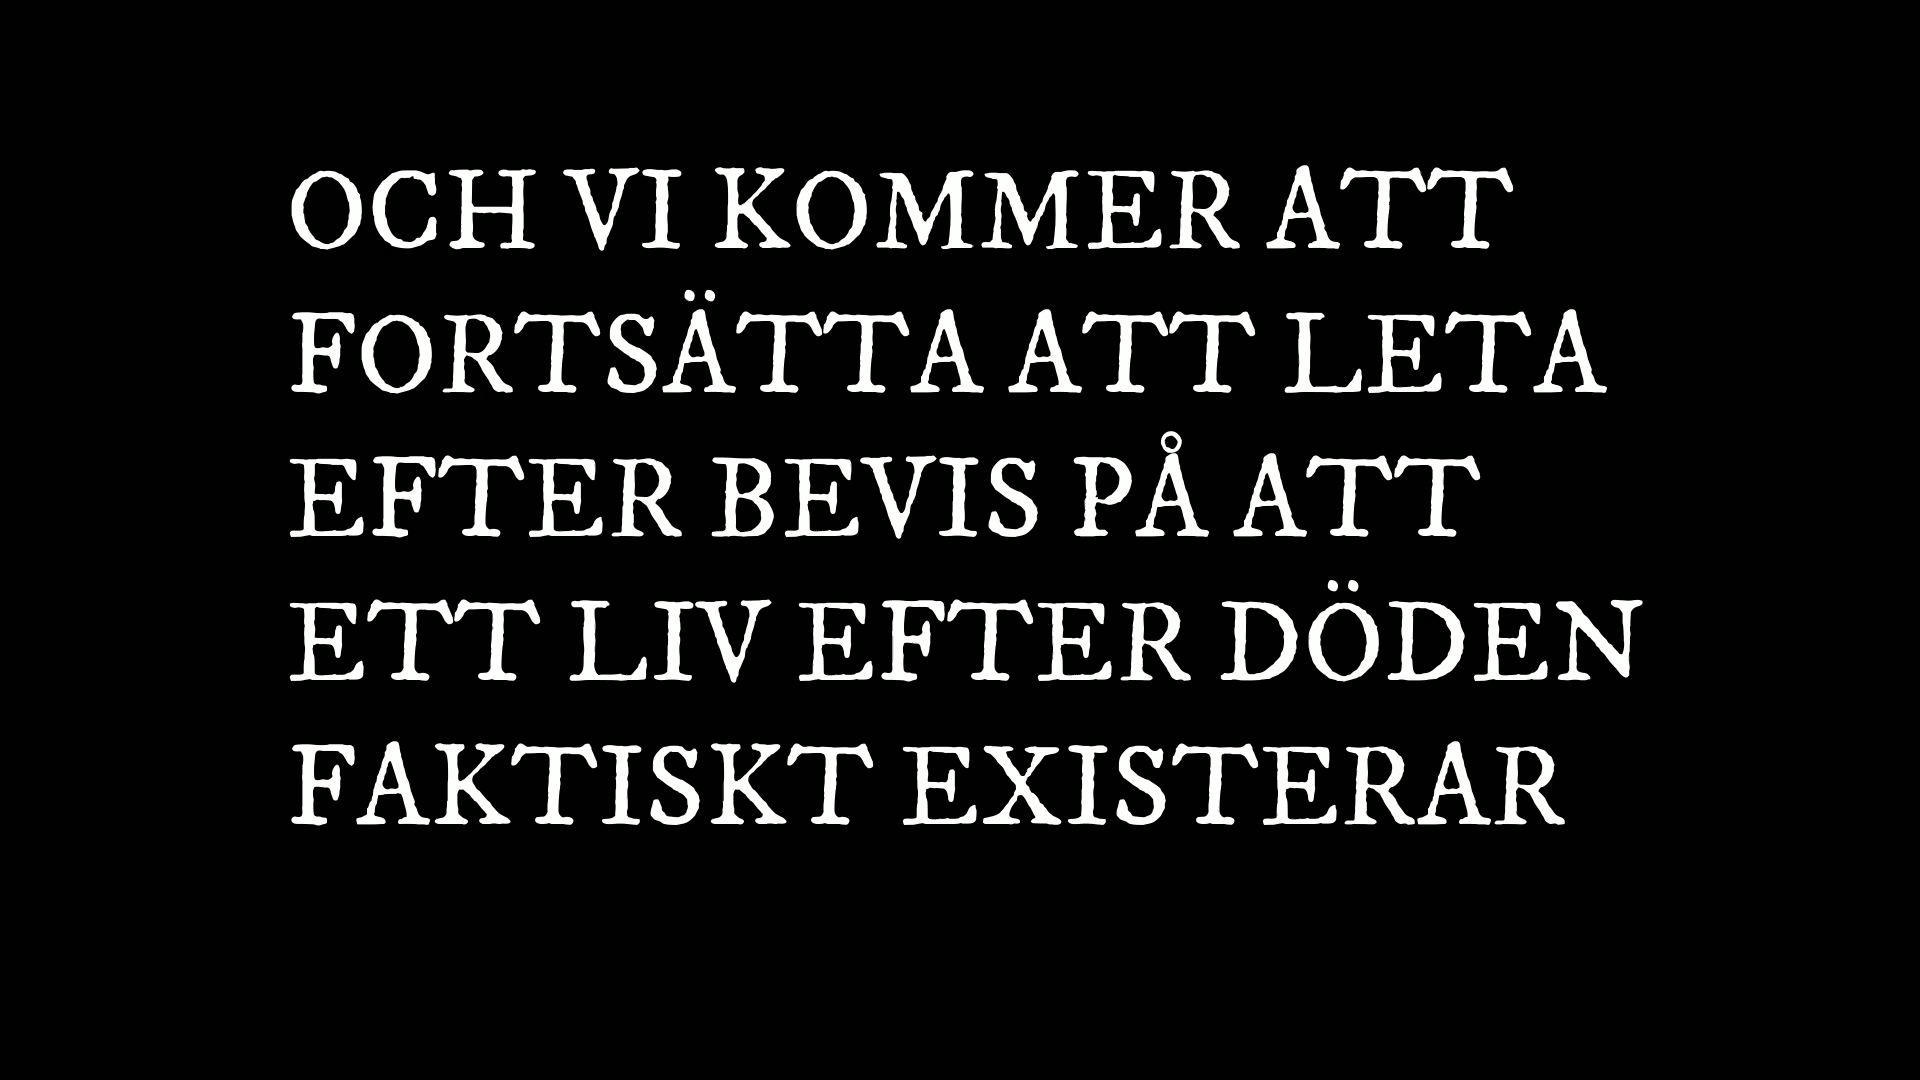 OCH VI KOMMER ATT
FORTSÄTTA ATT LETA
EFTER BEVIS PÅ ATT
ETT LIV EFTER DÖDEN
FAKTISKT EXISTERAR